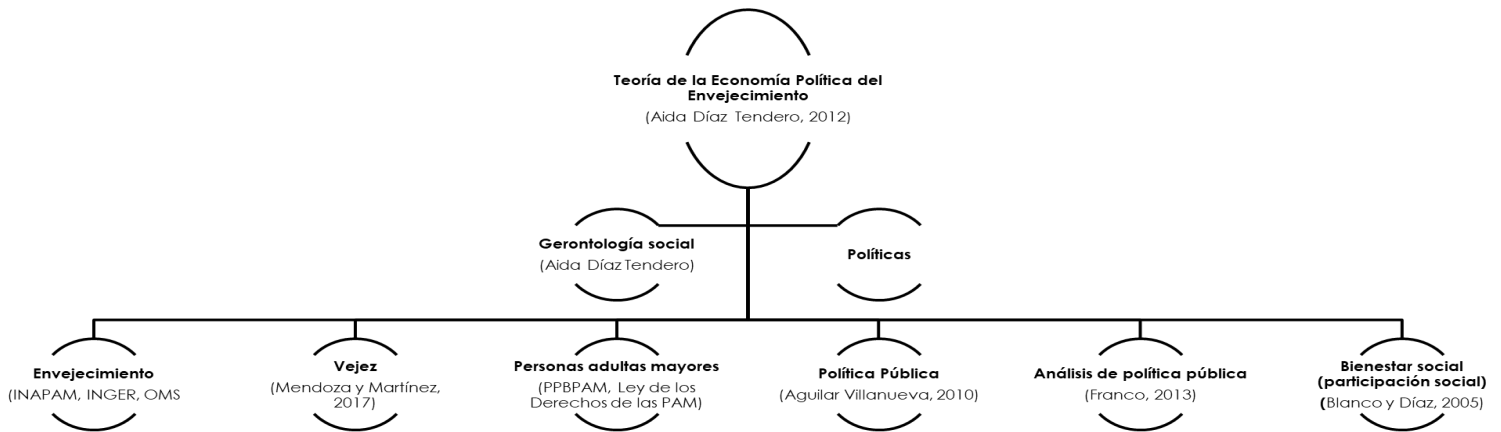 Teoría de la Economía Política del
Envejecimiento
(Aida Díaz Tendero, 2012)
Gerontología social
(Aida Díaz Tendero)
Políticas
Envejecimiento
(INAPAM, INGER, OMS
Vejez
(Mendoza y Martínez,
2017)
Personas adultas mayores
(PPBPAM, Ley de los
Derechos de las PAM)
Política Pública
(Aguilar Villanueva, 2010)
Análisis de política pública
(Franco, 2013)
Bienestar social
(participación social)
(Blanco y Díaz, 2005)